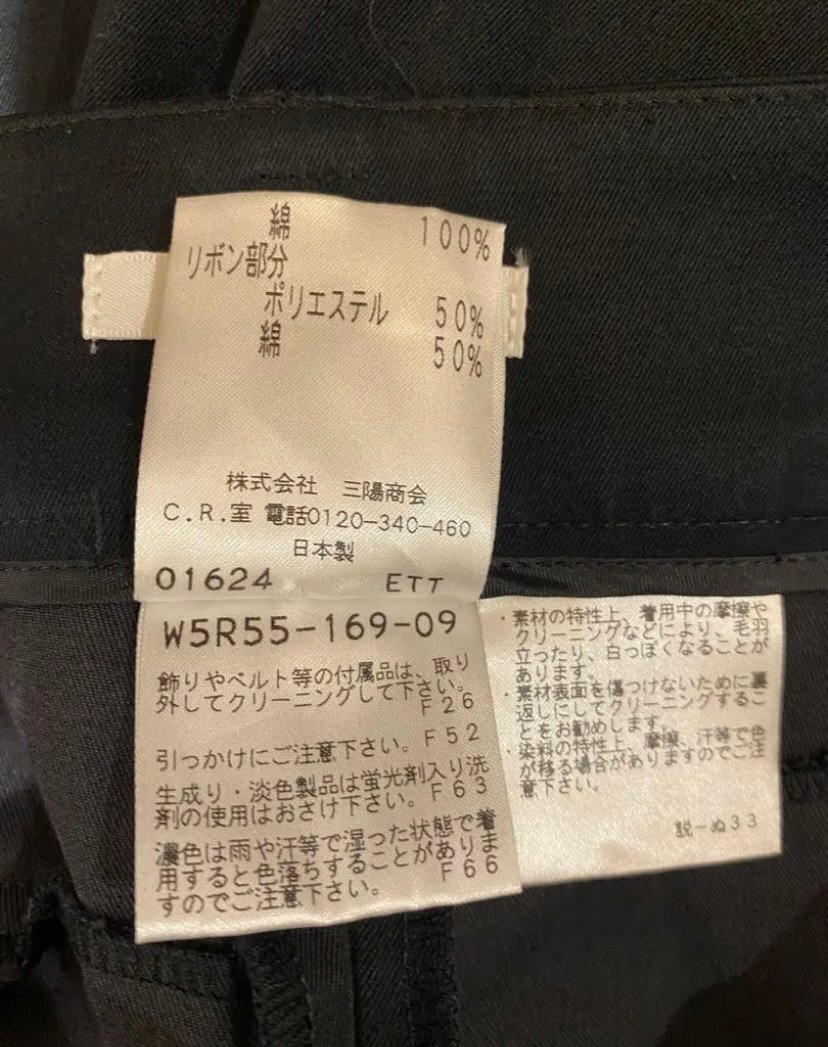 綿 100%
リボン部分
ポリエステル 50%
綿 50%
株式会社 三陽商会
C.R.室 電話0120-340-460
日本製
01624 ETT
W5R55-169-09
飾りやベルト等の付属品は、取り
外してクリーニングして下さい。
F26
引っかけにご注意下さい。F52
生成り・淡色製品は蛍光剤入り洗
剤の使用はおさけ下さい。F63
濃色は雨や汗等で湿った状態で着
用すると色落ちすることがありま
すのでご注意下さい。 F66
・素材の特性上、着用中の摩擦や
クリーニングなどにより、毛羽
立ったり、白っぽくなることが
あります。
・素材表面を傷つけないために裏
返しにしてクリーニングするこ
とをお勧めします。
・染料の特性上、摩擦、汗等で色
が移る場合がありますのでご注
意下さい。
説-ぬ33